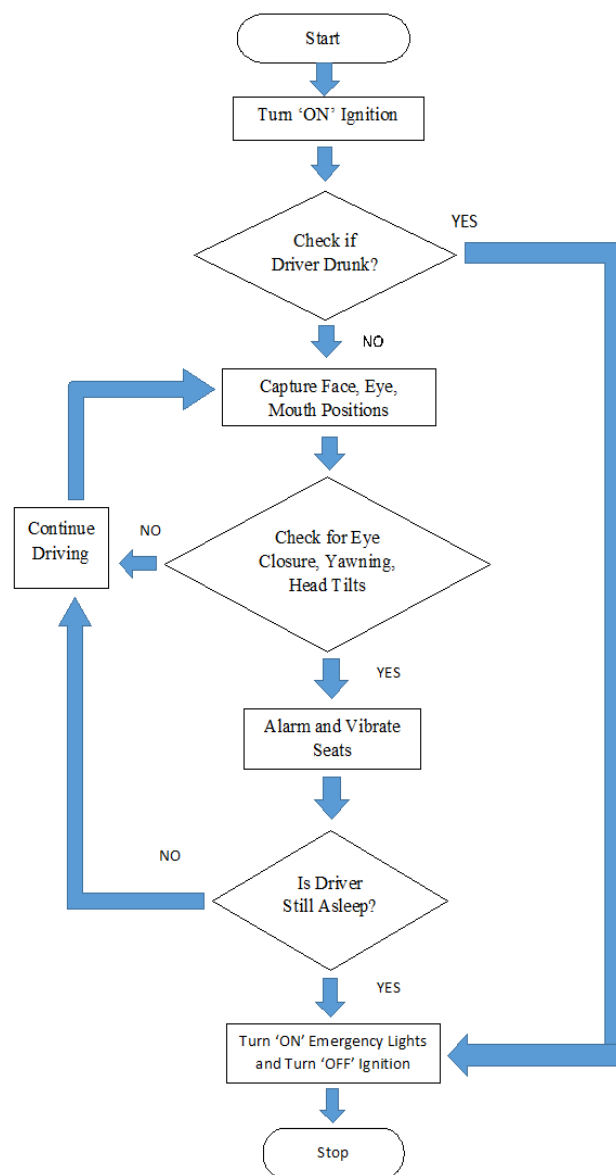 Start
Turn ‘ON’ Ignition
Check if
Driver Drunk?
YES
NO
Capture Face, Eye,
Mouth Positions
Continue
Driving
NO
Check for Eye
Closure, Yawning,
Head Tilts
YES
Alarm and Vibrate
Seats
NO
Is Driver
Still Asleep?
YES
Turn ‘ON’ Emergency Lights
and Turn ‘OFF’ Ignition
Stop